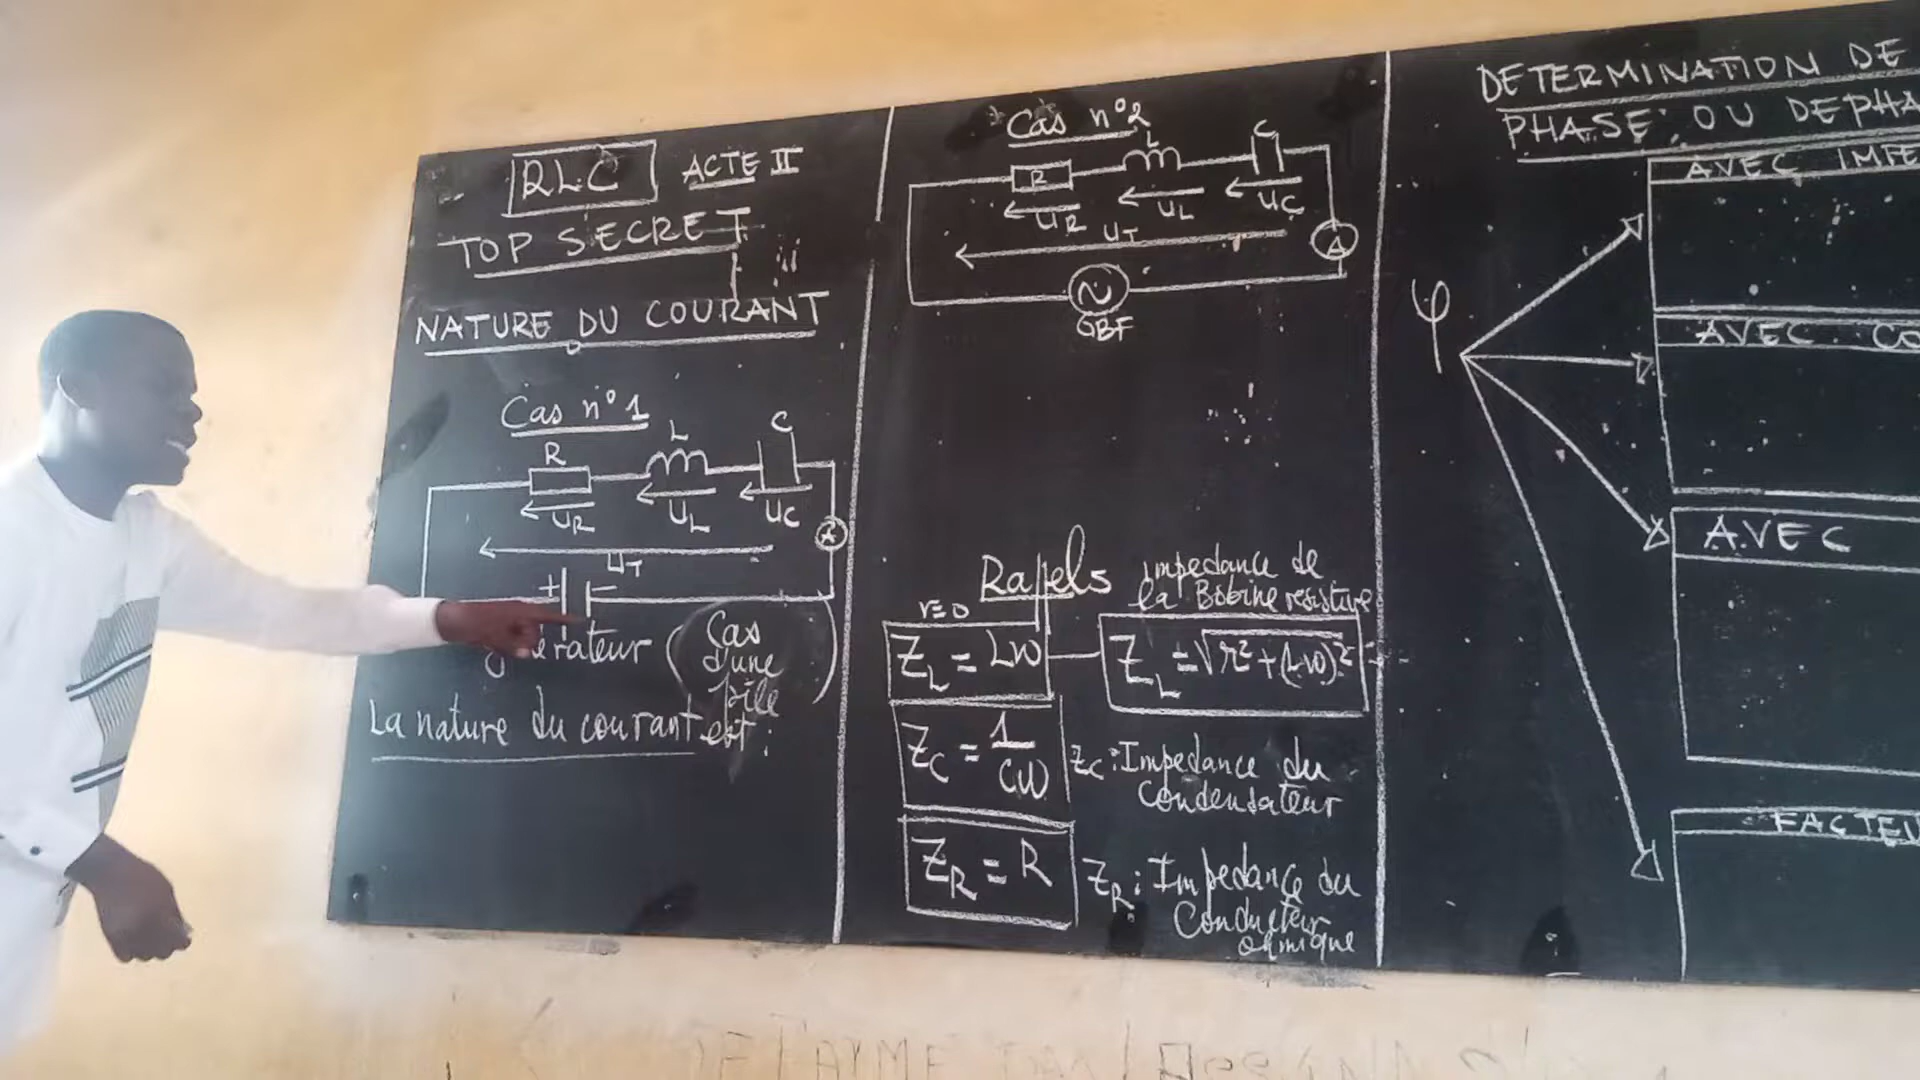 RLC ACTE II
TOP SECRET
NATURE DU COURANT
Cas n°1
R L C
UR UL UC
A
UT
+ −
Cas
d'une
pile
La nature du courant est :
Cas n°2
L C
R
UR UL UC
UT
A
GBF
Rappels
impedance de
la Bobine resistive
r=0
ZL = Lω
ZL = √r²+(Lω)²
ZC = 1/Cω
ZC : Impedance du
Condensateur
ZR = R
ZR : Impedance du
Conducteur
ohmique
DETERMINATION DE
PHASE OU DEPHA
AVEC IMPE
φ
AVEC CO
AVEC
FACTEU